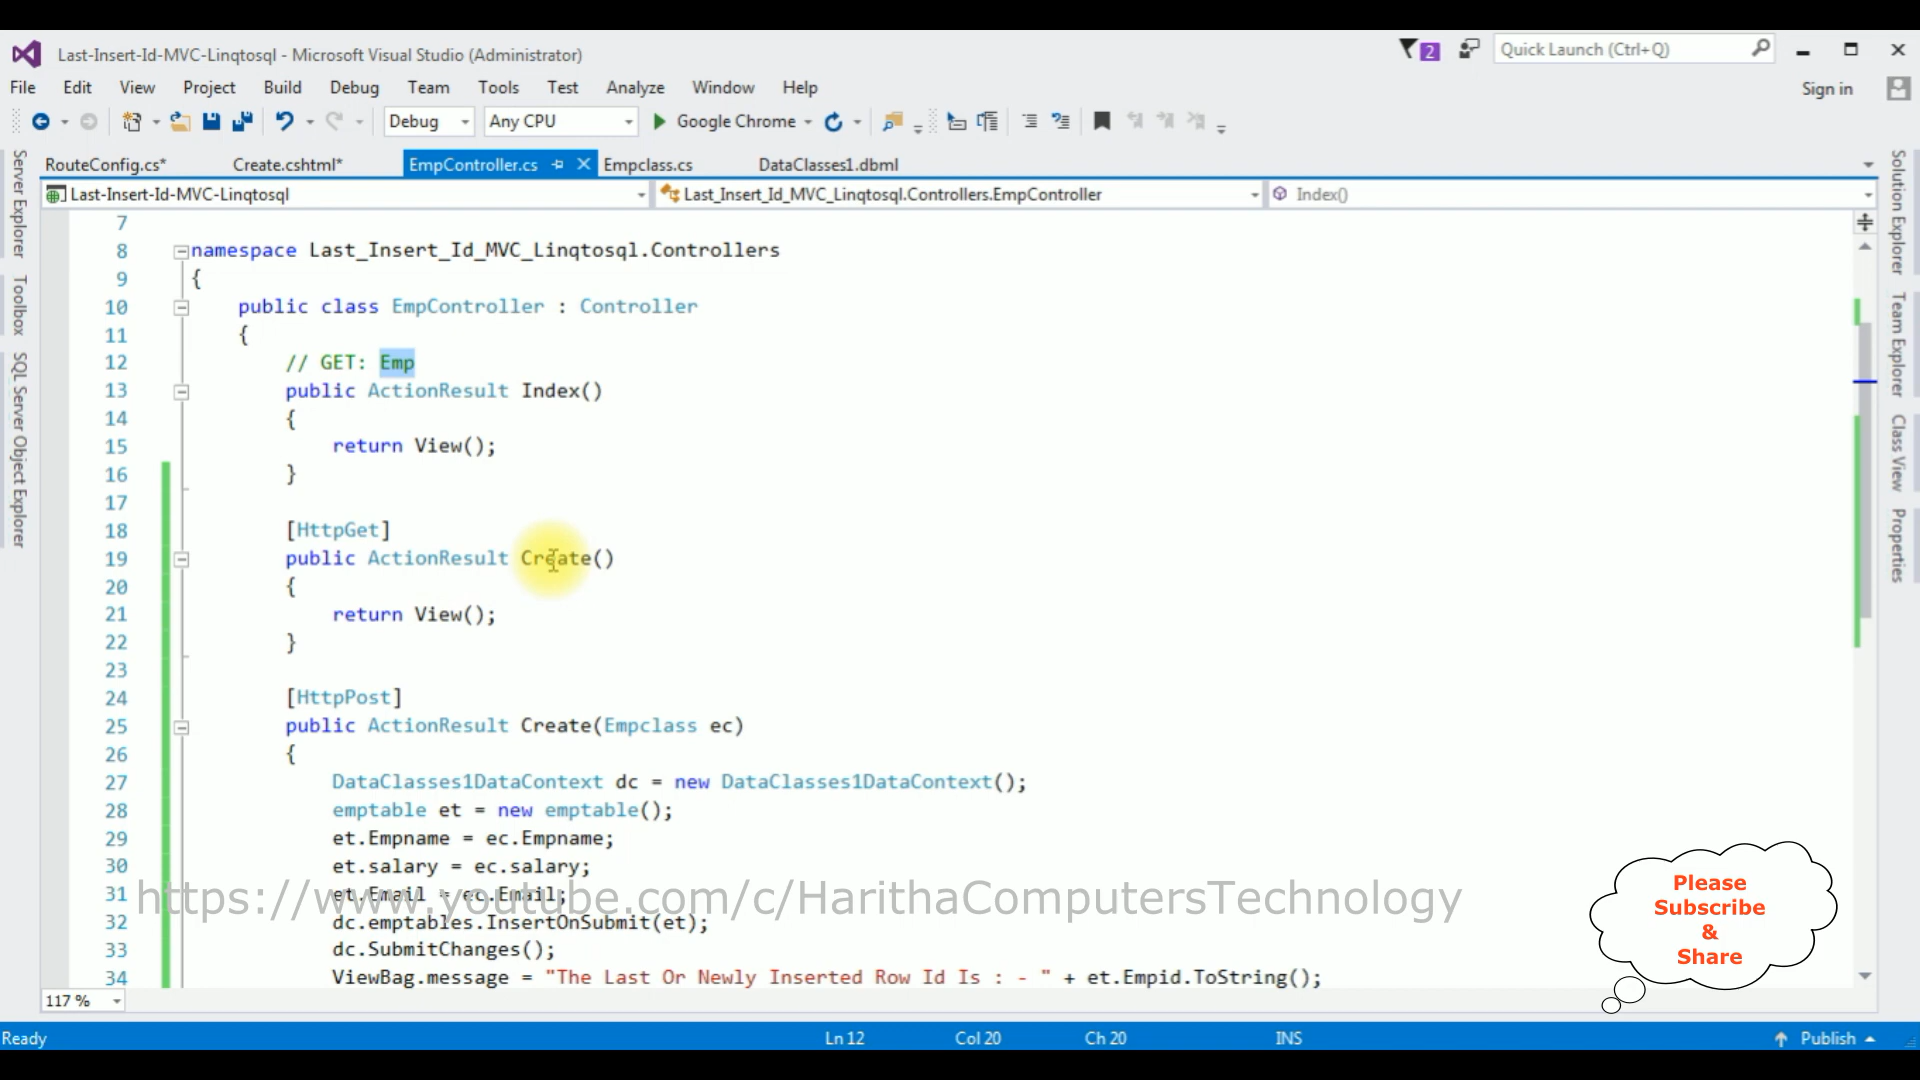 Last-Insert-Id-MVC-Linqtosql - Microsoft Visual Studio (Administrator)
2
Quick Launch (Ctrl+Q)
File Edit View Project Build Debug Team Tools Test Analyze Window Help
Sign in
Debug Any CPU Google Chrome
RouteConfig.cs* Create.cshtml* EmpController.cs Empclass.cs DataClasses1.dbml
Last-Insert-Id-MVC-Linqtosql Last_Insert_Id_MVC_Linqtosql.Controllers.EmpController Index()
Server Explorer
Toolbox
SQL Server Object Explorer
7
8 namespace Last_Insert_Id_MVC_Linqtosql.Controllers
9 {
10 public class EmpController : Controller
11 {
12 // GET: Emp
13 public ActionResult Index()
14 {
15 return View();
16 }
17
18 [HttpGet]
19 public ActionResult Create()
20 {
21 return View();
22 }
23
24 [HttpPost]
25 public ActionResult Create(Empclass ec)
26 {
27 DataClasses1DataContext dc = new DataClasses1DataContext();
28 emptable et = new emptable();
29 et.Empname = ec.Empname;
30 et.salary = ec.salary;
31 et.Email = ec.Email;
32 dc.emptables.InsertOnSubmit(et);
33 dc.SubmitChanges();
34 ViewBag.message = "The Last Or Newly Inserted Row Id Is : - " + et.Empid.ToString();
https://www.youtube.com/c/HarithaComputersTechnology
Please
Subscribe
&
Share
Solution Explorer
Team Explorer
Class View
Properties
117 %
Ready Ln 12 Col 20 Ch 20 INS Publish